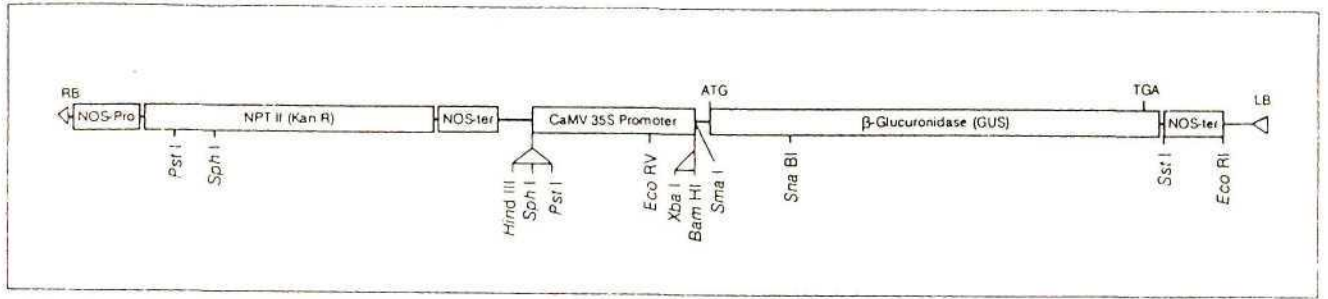 ATG
TGA
RB
LB
NOS-Pro
NPT II (Kan R)
NOS-ter
CaMV 35S Promoter
β-Glucuronidase (GUS)
NOS-ter
Pst I
Sph I
Hind III
Sph I
Pst I
Eco RV
Xba I
Bam HI
Sma I
Sna BI
Sst I
Eco RI